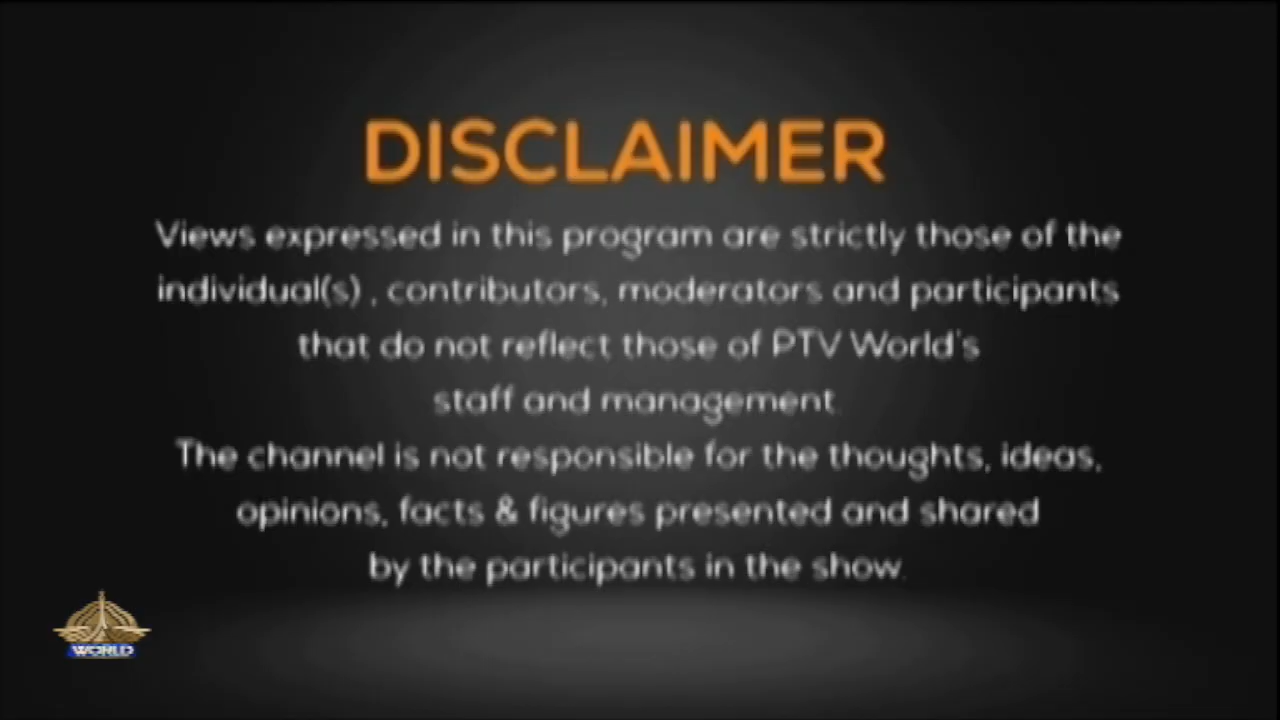 DISCLAIMER
Views expressed in this program are strictly those of the
individual(s) , contributors, moderators and participants
that do not reflect those of PTV World's
staff and management.
The channel is not responsible for the thoughts, ideas,
opinions, facts & figures presented and shared
by the participants in the show.
WORLD